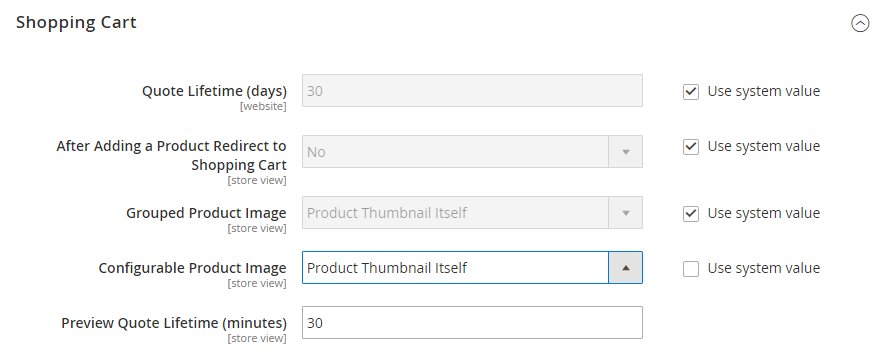 Shopping Cart
Quote Lifetime (days) 30 Use system value
[website]
After Adding a Product Redirect to No Use system value
Shopping Cart
[store view]
Grouped Product Image Product Thumbnail Itself Use system value
[store view]
Configurable Product Image Product Thumbnail Itself Use system value
[store view]
Preview Quote Lifetime (minutes) 30
[store view]